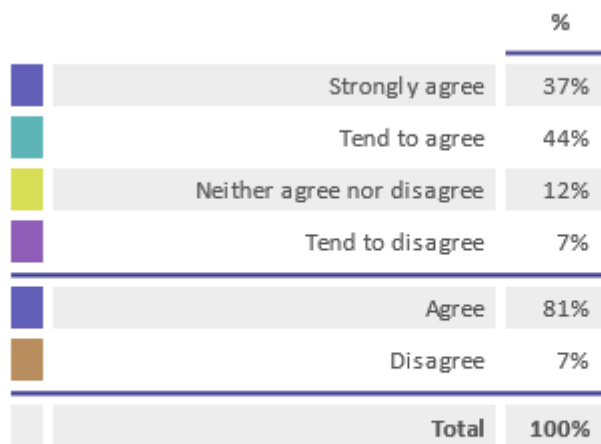 %
Strongly agree 37%
Tend to agree 44%
Neither agree nor disagree 12%
Tend to disagree 7%
Agree 81%
Disagree 7%
Total 100%